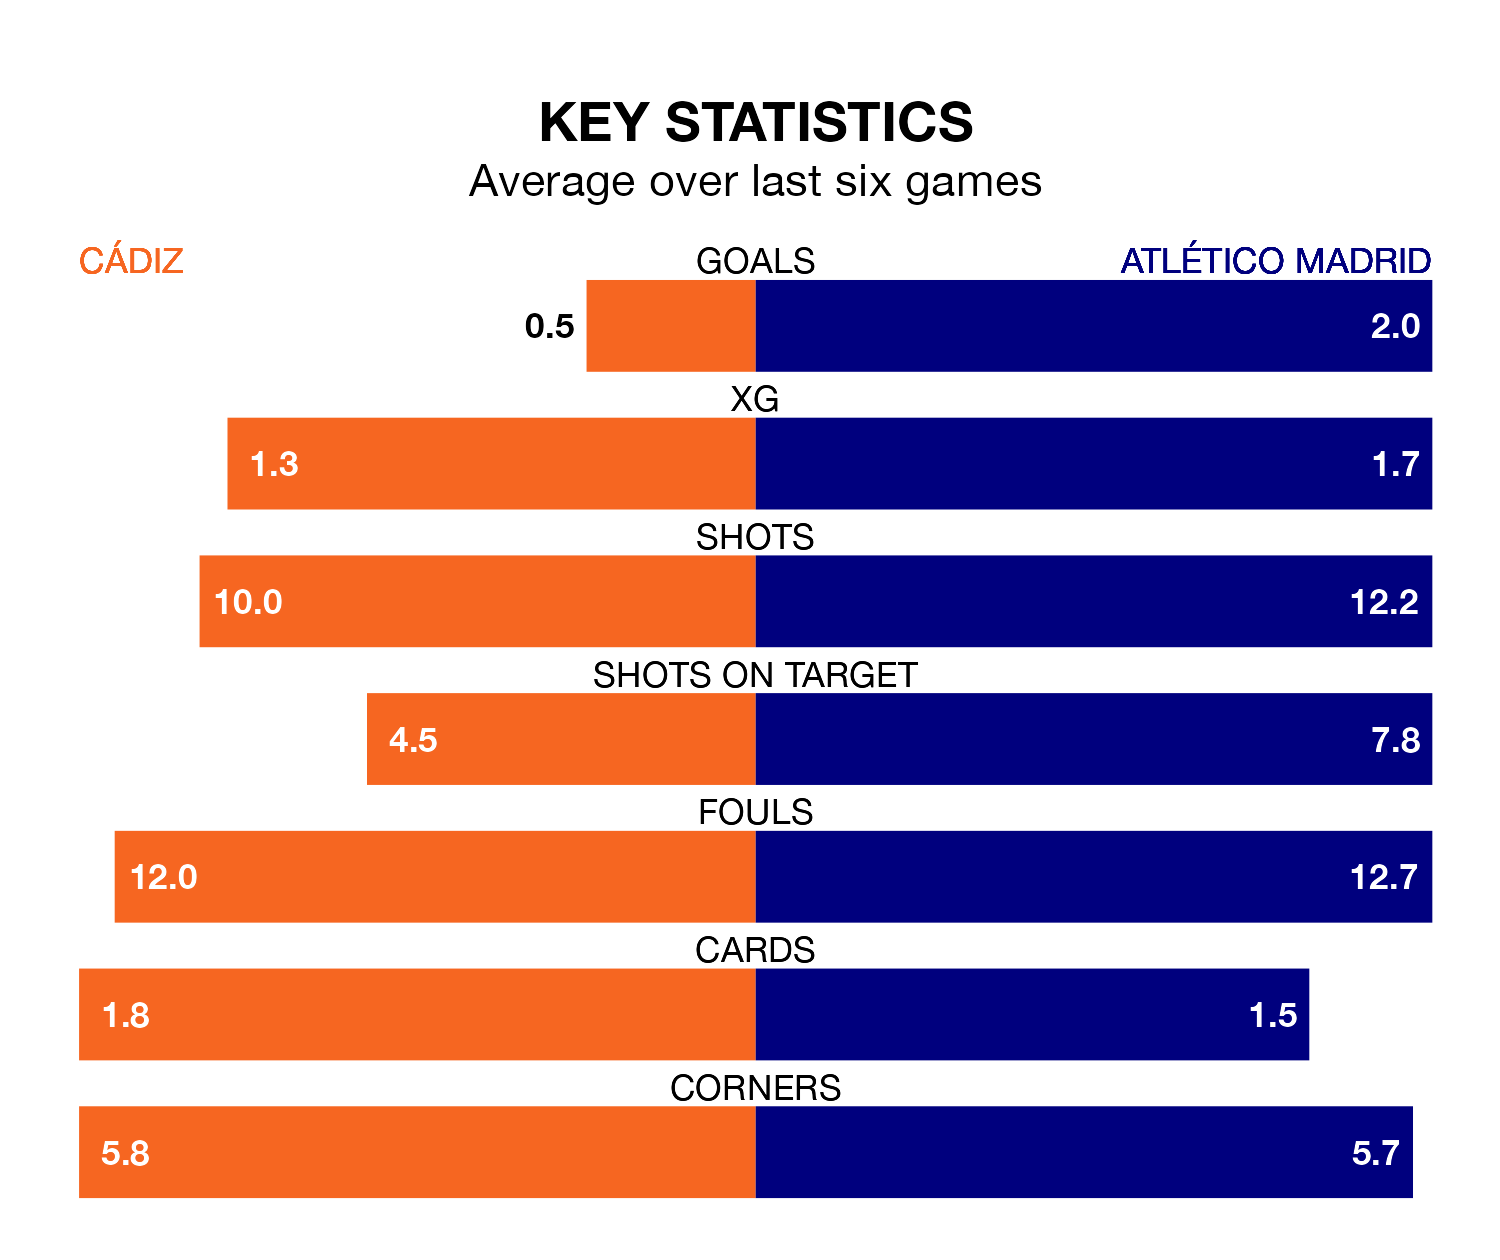 KEY STATISTICS
Average over last six games
CÁDIZ GOALS ATLÉTICO MADRID
0.5 2.0
XG
1.3 1.7
SHOTS
10.0 12.2
SHOTS ON TARGET
4.5 7.8
FOULS
12.0 12.7
CARDS
1.8 1.5
CORNERS
5.8 5.7